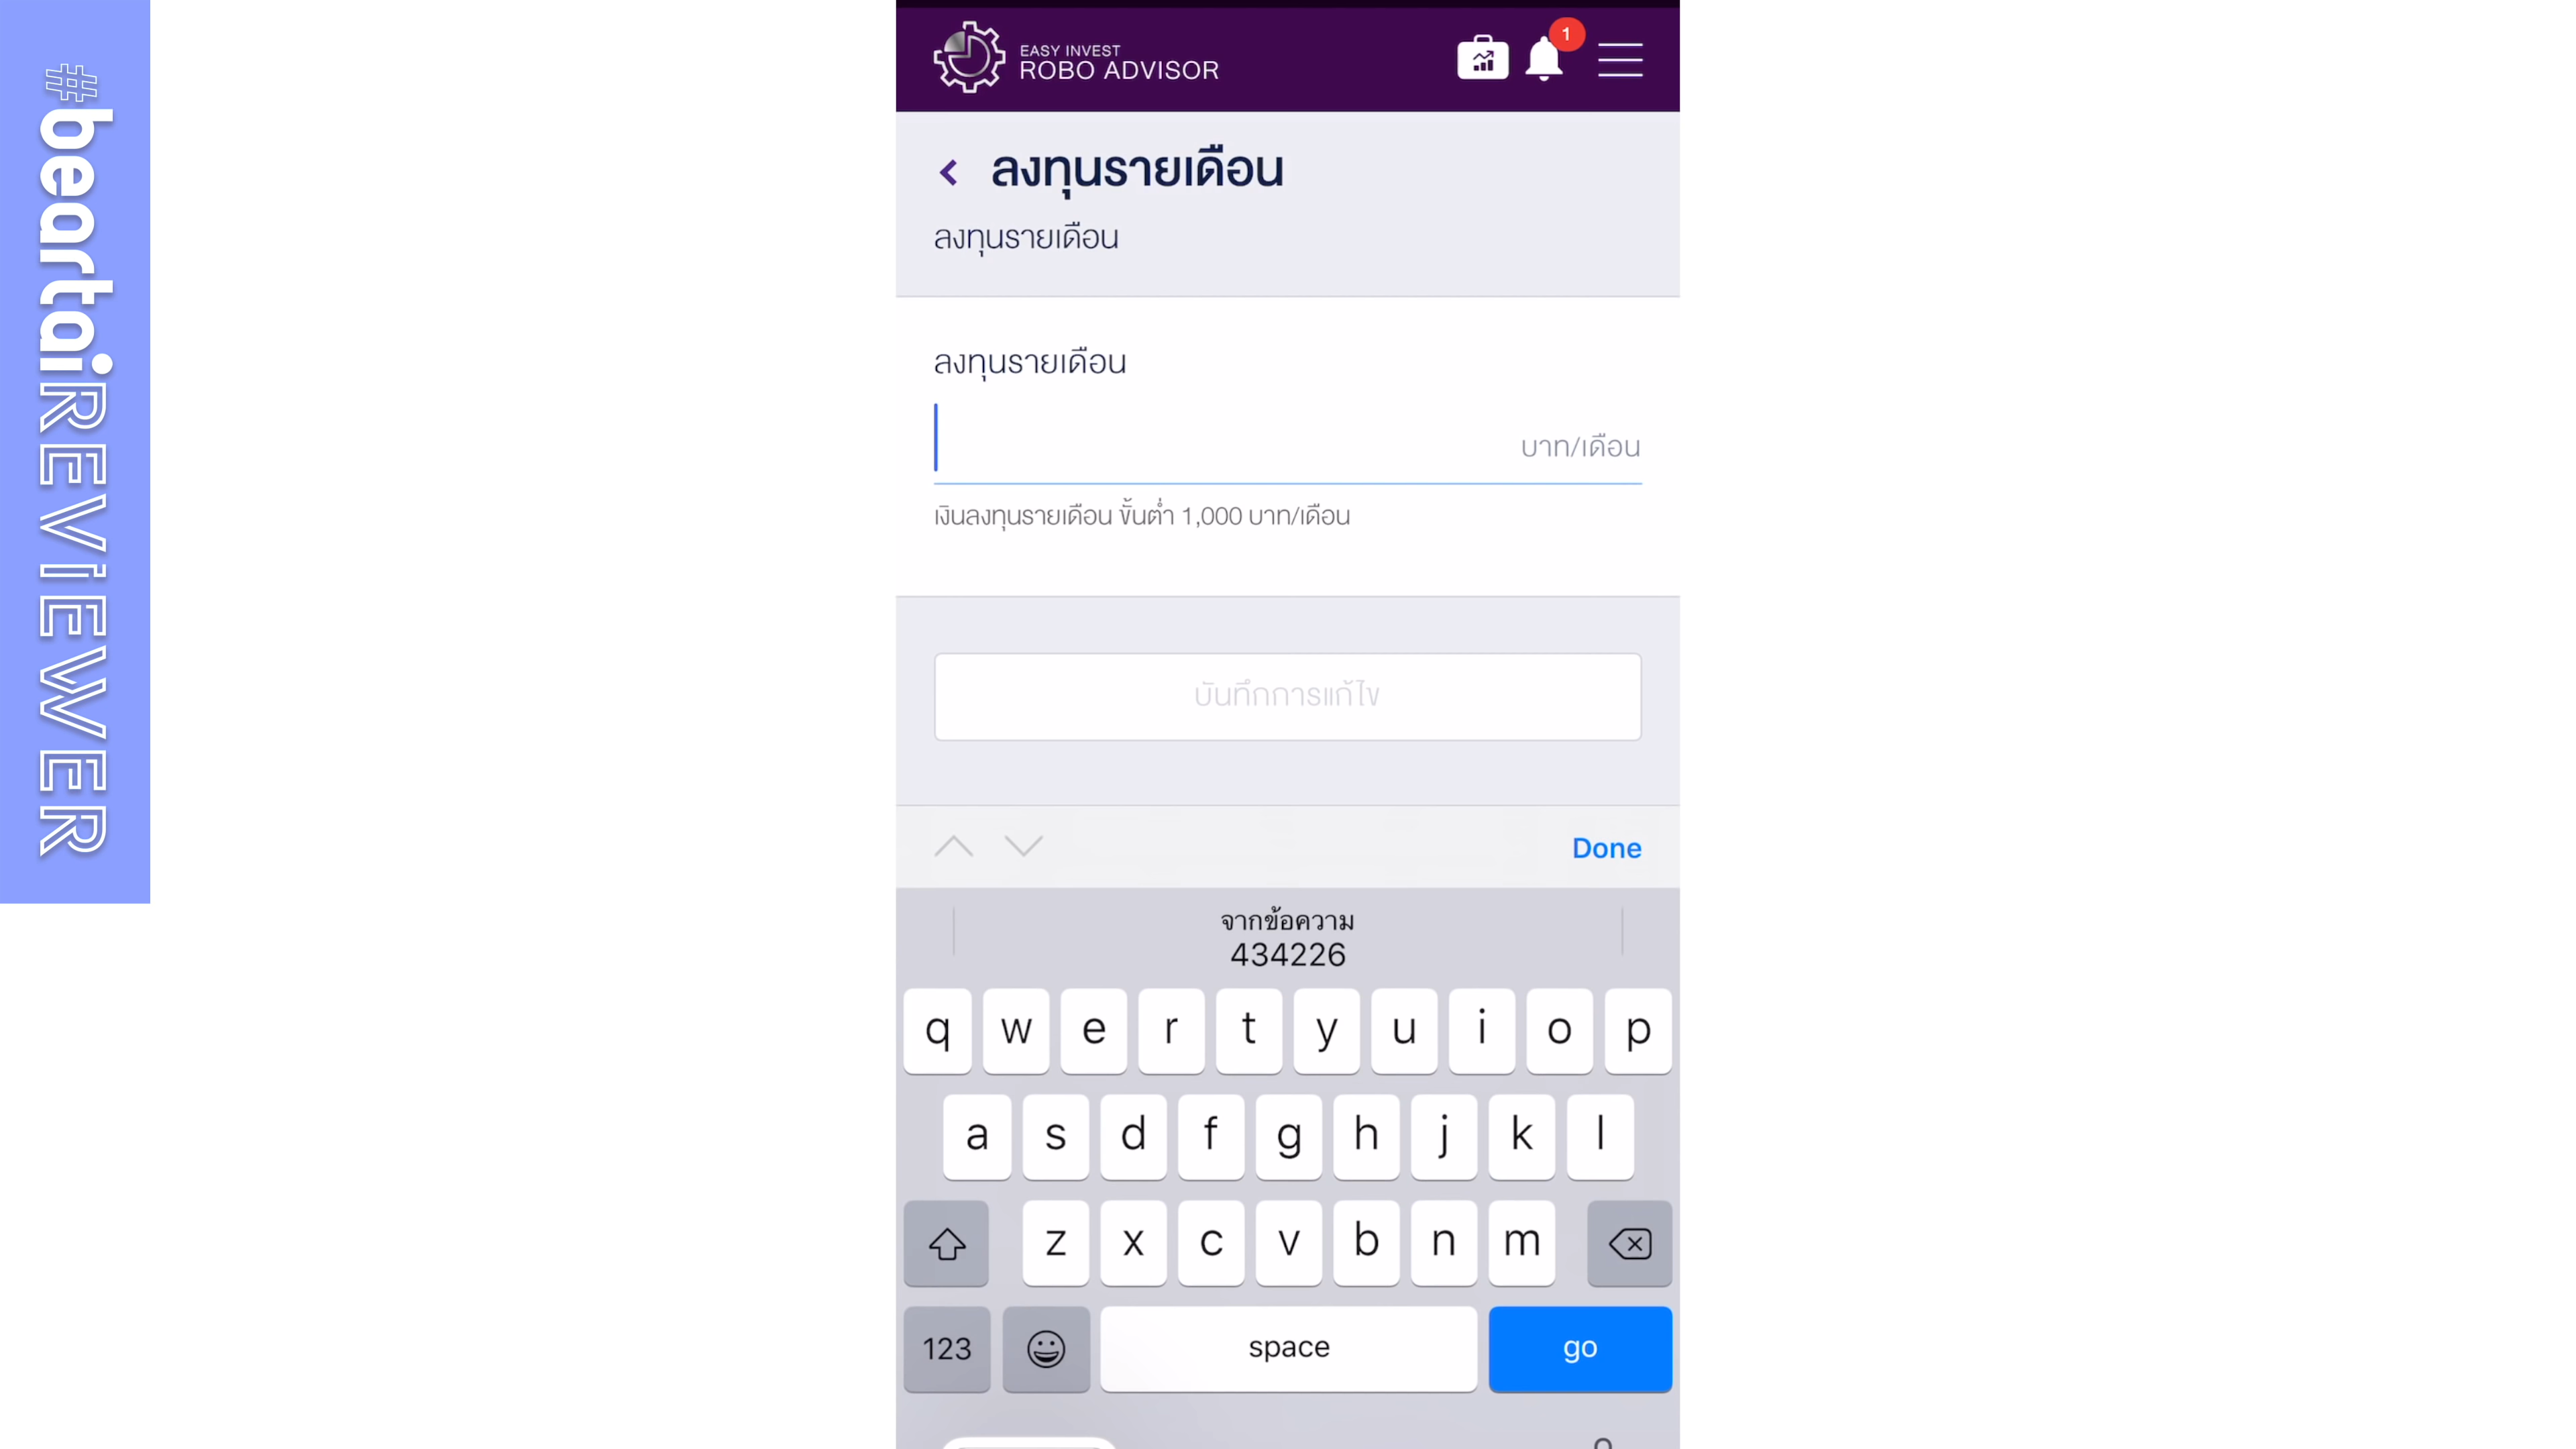 #beartaiREVIEWER
EASY INVEST
ROBO ADVISOR
1
ลงทุนรายเดือน
ลงทุนรายเดือน
ลงทุนรายเดือน
บาท/เดือน
เงินลงทุนรายเดือน ขั้นต่ำ 1,000 บาท/เดือน
บันทึกการแก้ไข
Done
จากข้อความ
434226
q w e r t y u i o p
a s d f g h j k l
z x c v b n m
123 space go